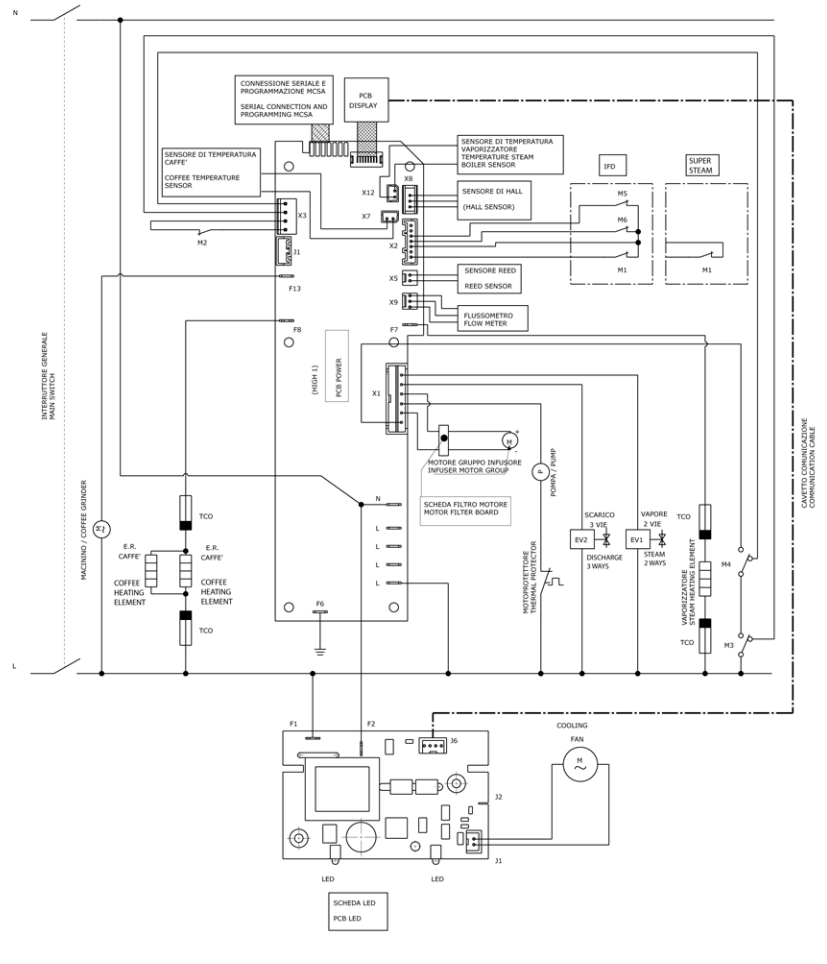 N
CONNESSIONE SERIALE E
PROGRAMMAZIONE MCSA
SERIAL CONNECTION AND
PROGRAMMING MCSA
PCB
DISPLAY
SENSORE DI TEMPERATURA
CAFFE'
COFFEE TEMPERATURE
SENSOR
SENSORE DI TEMPERATURA
VAPORIZZATORE
TEMPERATURE STEAM
BOILER SENSOR
IFD
SUPER
STEAM
X8
X12
SENSORE DI HALL
(HALL SENSOR)
M5
X3
X7
M6
M2
X2
J1
M1
M1
X5
SENSORE REED
REED SENSOR
F13
X9
FLUSSOMETRO
FLOW METER
F8
F7
INTERRUTTORE GENERALE
MAIN SWITCH
(HIGH 1)
PCB POWER
X1
M
+
-
MOTORE GRUPPO INFUSORE
INFUSER MOTOR GROUP
P
POMPA / PUMP
CAVETTO COMUNICAZIONE
COMMUNICATION CABLE
MACININO / COFFEE GRINDER
M
N
SCHEDA FILTRO MOTORE
MOTOR FILTER BOARD
TCO
SCARICO
3 VIE
VAPORE
2 VIE
TCO
L
EV2
EV1
E.R.
CAFFE'
E.R.
CAFFE'
L
DISCHARGE
3 WAYS
STEAM
2 WAYS
M4
COFFEE
HEATING
ELEMENT
COFFEE
HEATING
ELEMENT
L
L
MOTOPROTETTORE
THERMAL PROTECTOR
VAPORIZZATORE
STEAM HEATING ELEMENT
F6
TCO
TCO
M3
L
F1
F2
COOLING
FAN
J6
M
J2
J1
LED
LED
SCHEDA LED
PCB LED